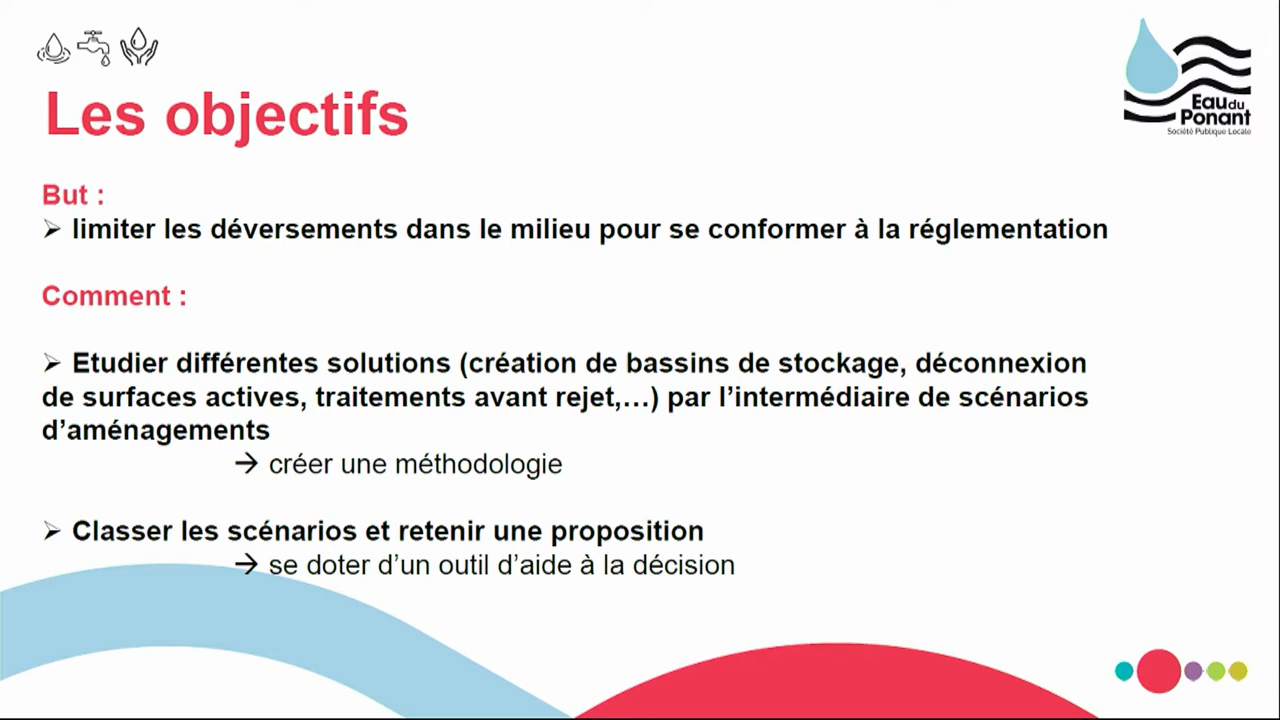 Eau du
Ponant
Société Publique Locale
Les objectifs
But :
➢ limiter les déversements dans le milieu pour se conformer à la réglementation
Comment :
➢ Etudier différentes solutions (création de bassins de stockage, déconnexion
de surfaces actives, traitements avant rejet,…) par l’intermédiaire de scénarios
d’aménagements
→ créer une méthodologie
➢ Classer les scénarios et retenir une proposition
→ se doter d’un outil d’aide à la décision